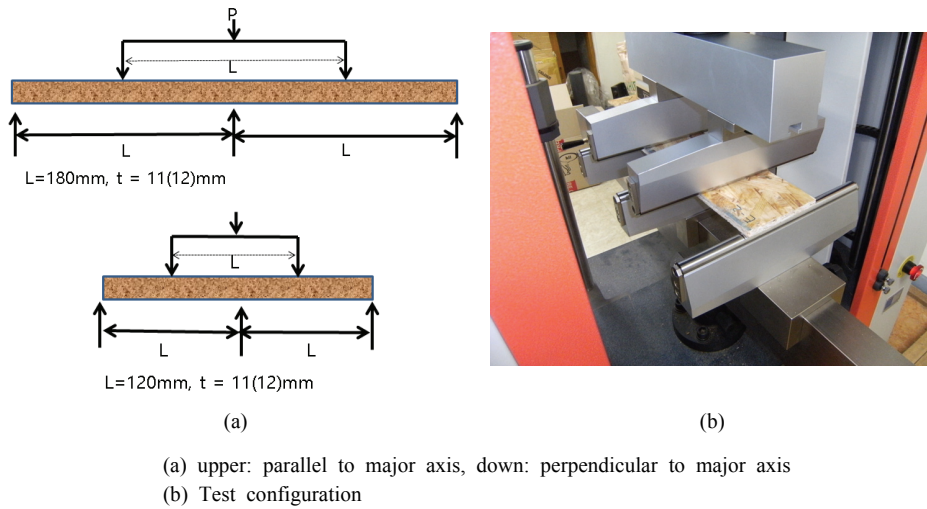 P
L
L
L
L=180mm, t = 11(12)mm
L
L
L
L=120mm, t = 11(12)mm
(a)
(b)
(a) upper: parallel to major axis, down: perpendicular to major axis
(b) Test configuration